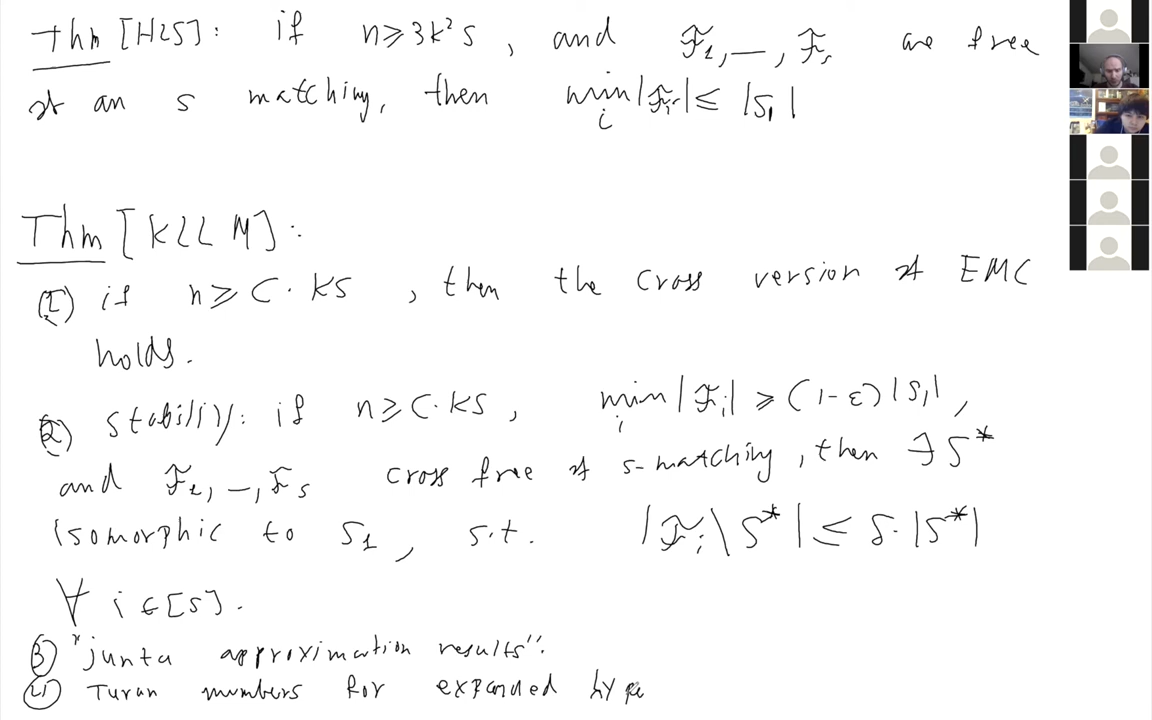 Thm [HLS]: if n ≥ 3k²s, and ℱ₁, —, ℱₛ are free
of an s matching, then min_i |ℱᵢ| ≤ |S₁|
Thm [KLLM]:
(1) if n ≥ C·ks, then the cross version of EMC
holds.
(2) stability: if n ≥ C·ks, min_i |ℱᵢ| ≥ (1-ε)|S₁|,
and ℱ₁, —, ℱₛ cross free of s-matching, then ∃ S*
isomorphic to S₁, s.t. |ℱᵢ \ S*| ≤ δ·|S*|
∀ i ∈ [s].
(3) "junta approximation results":
(4) Turan numbers for expanded hype